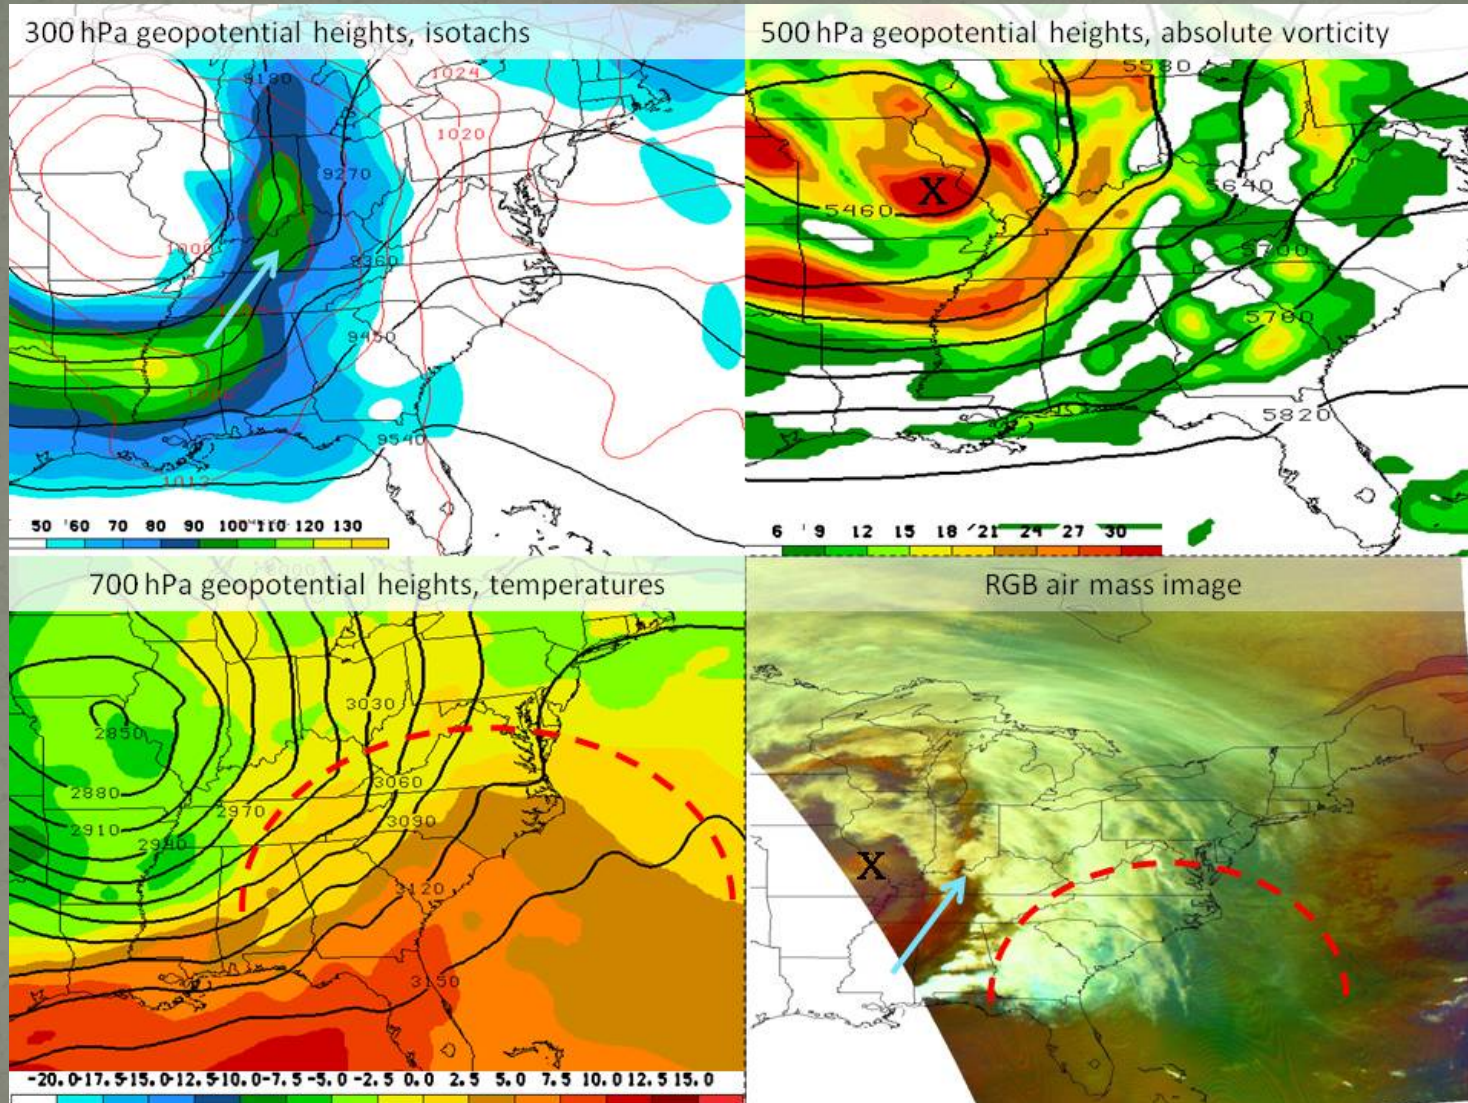 300 hPa geopotential heights, isotachs
9180
1024
1020
9270
1000
9360
9450
9540
1012
50 60 70 80 90 100 110 120 130
500 hPa geopotential heights, absolute vorticity
5580
X
5640
5460
5700
5760
5820
6 9 12 15 18 21 24 27 30
700 hPa geopotential heights, temperatures
3030
2850
3060
2880
2970
3090
2910
2940
3120
3150
-20.0-17.5-15.0-12.5-10.0-7.5 -5.0 -2.5 0.0 2.5 5.0 7.5 10.0 12.5 15.0
RGB air mass image
X